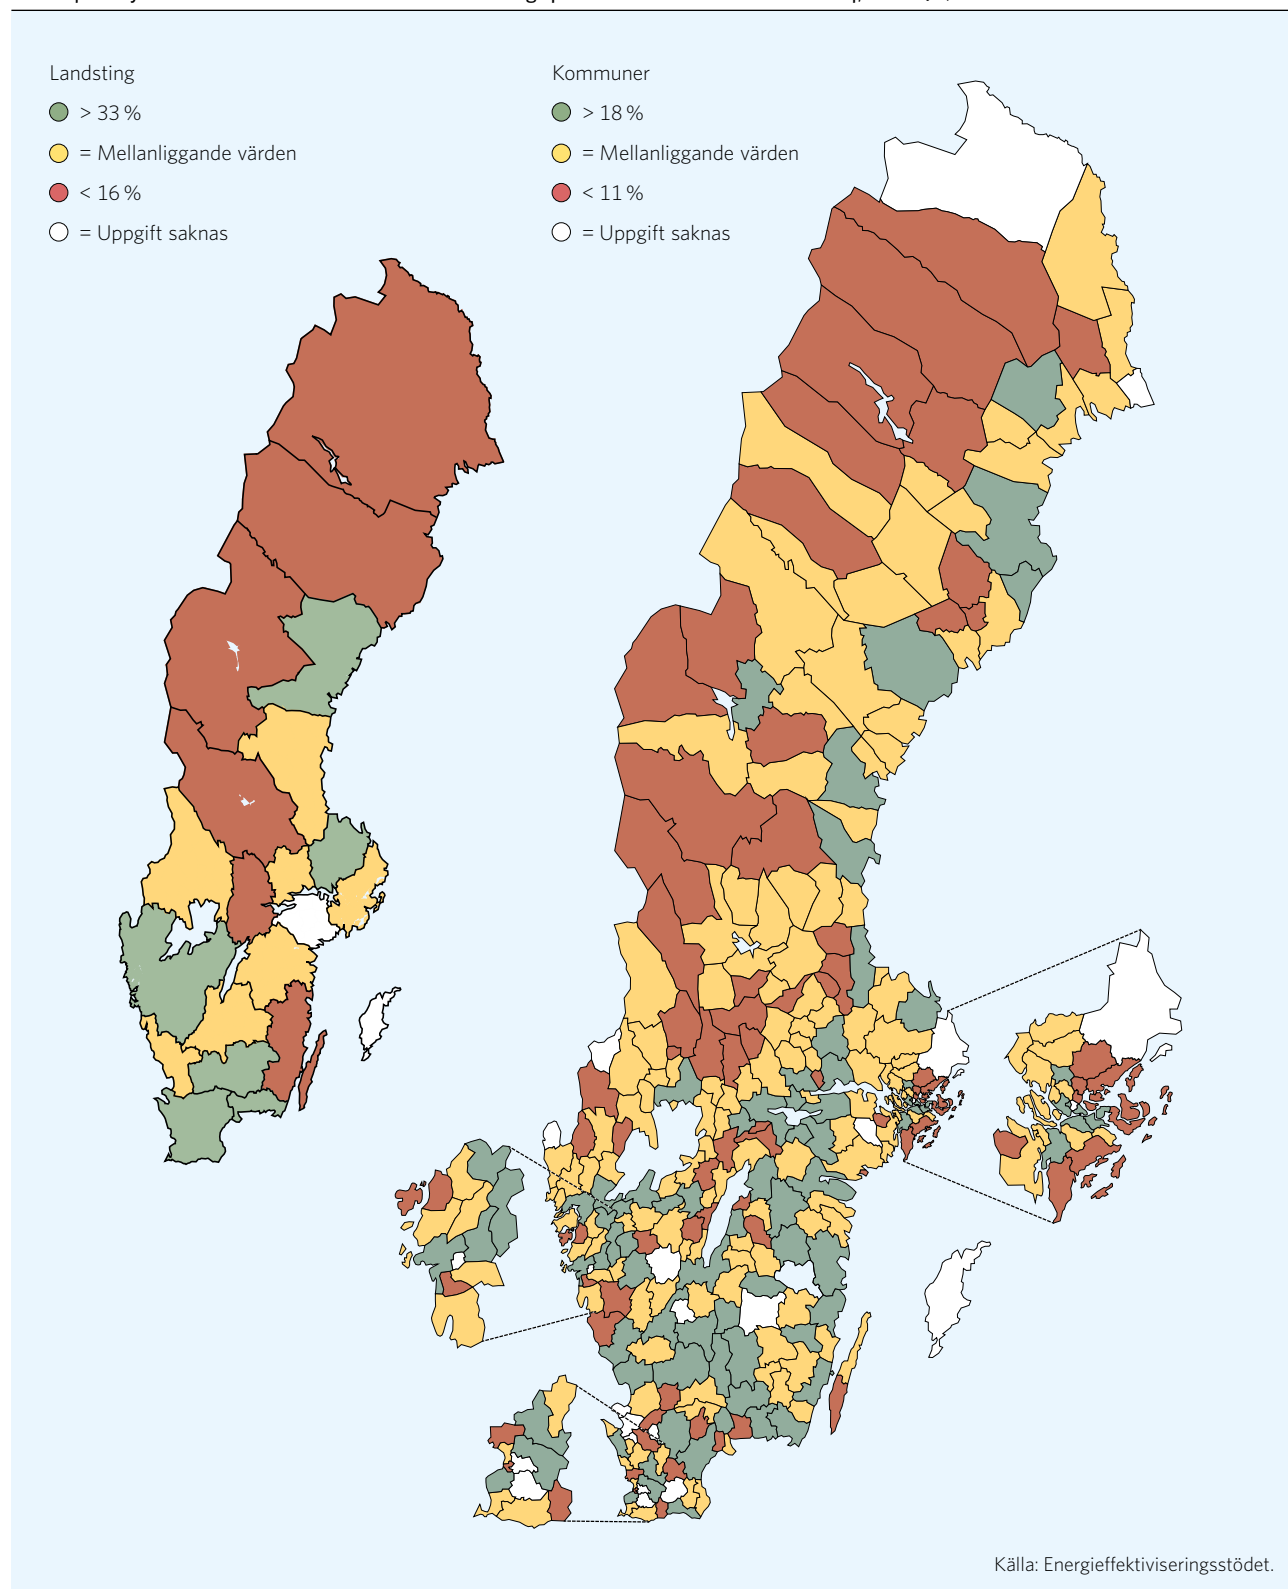 Landsting
> 33 %
= Mellanliggande värden
< 16 %
= Uppgift saknas
Kommuner
> 18 %
= Mellanliggande värden
< 11 %
= Uppgift saknas
Källa: Energieffektiviseringsstödet.